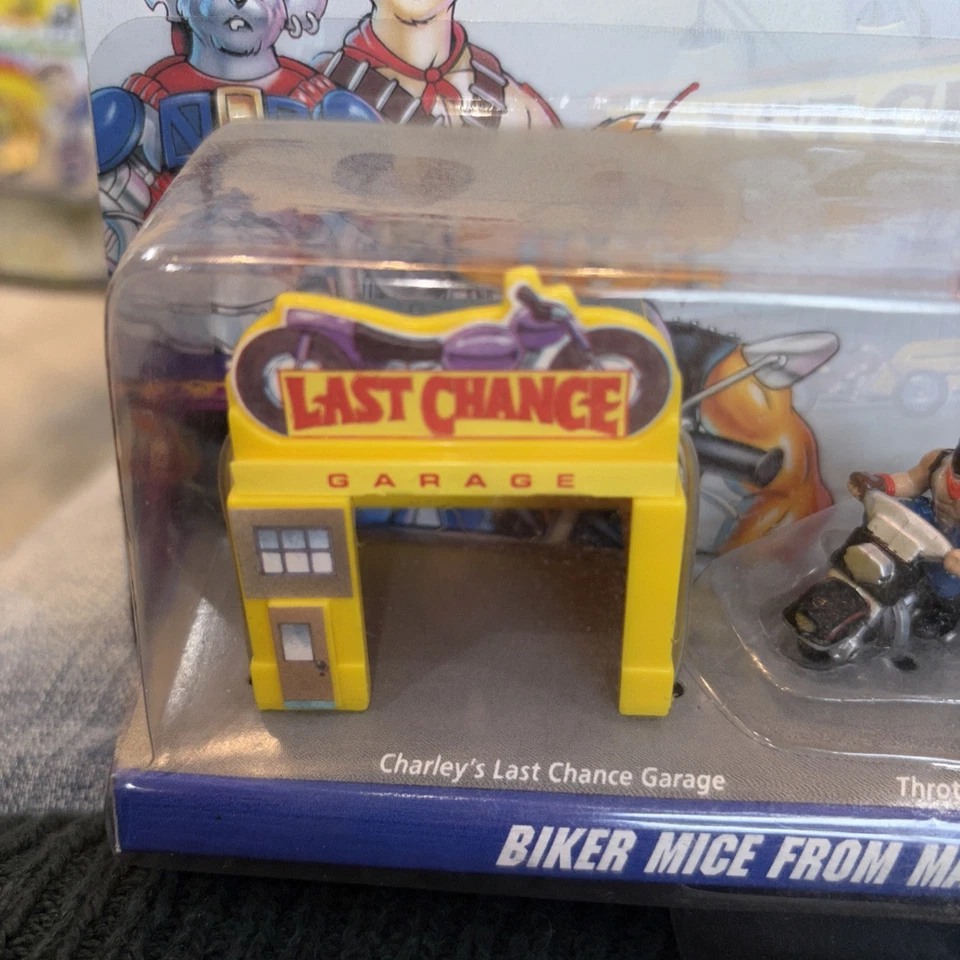 LAST CHANCE
GARAGE
Charley's Last Chance Garage
Throt
BIKER MICE FROM MA